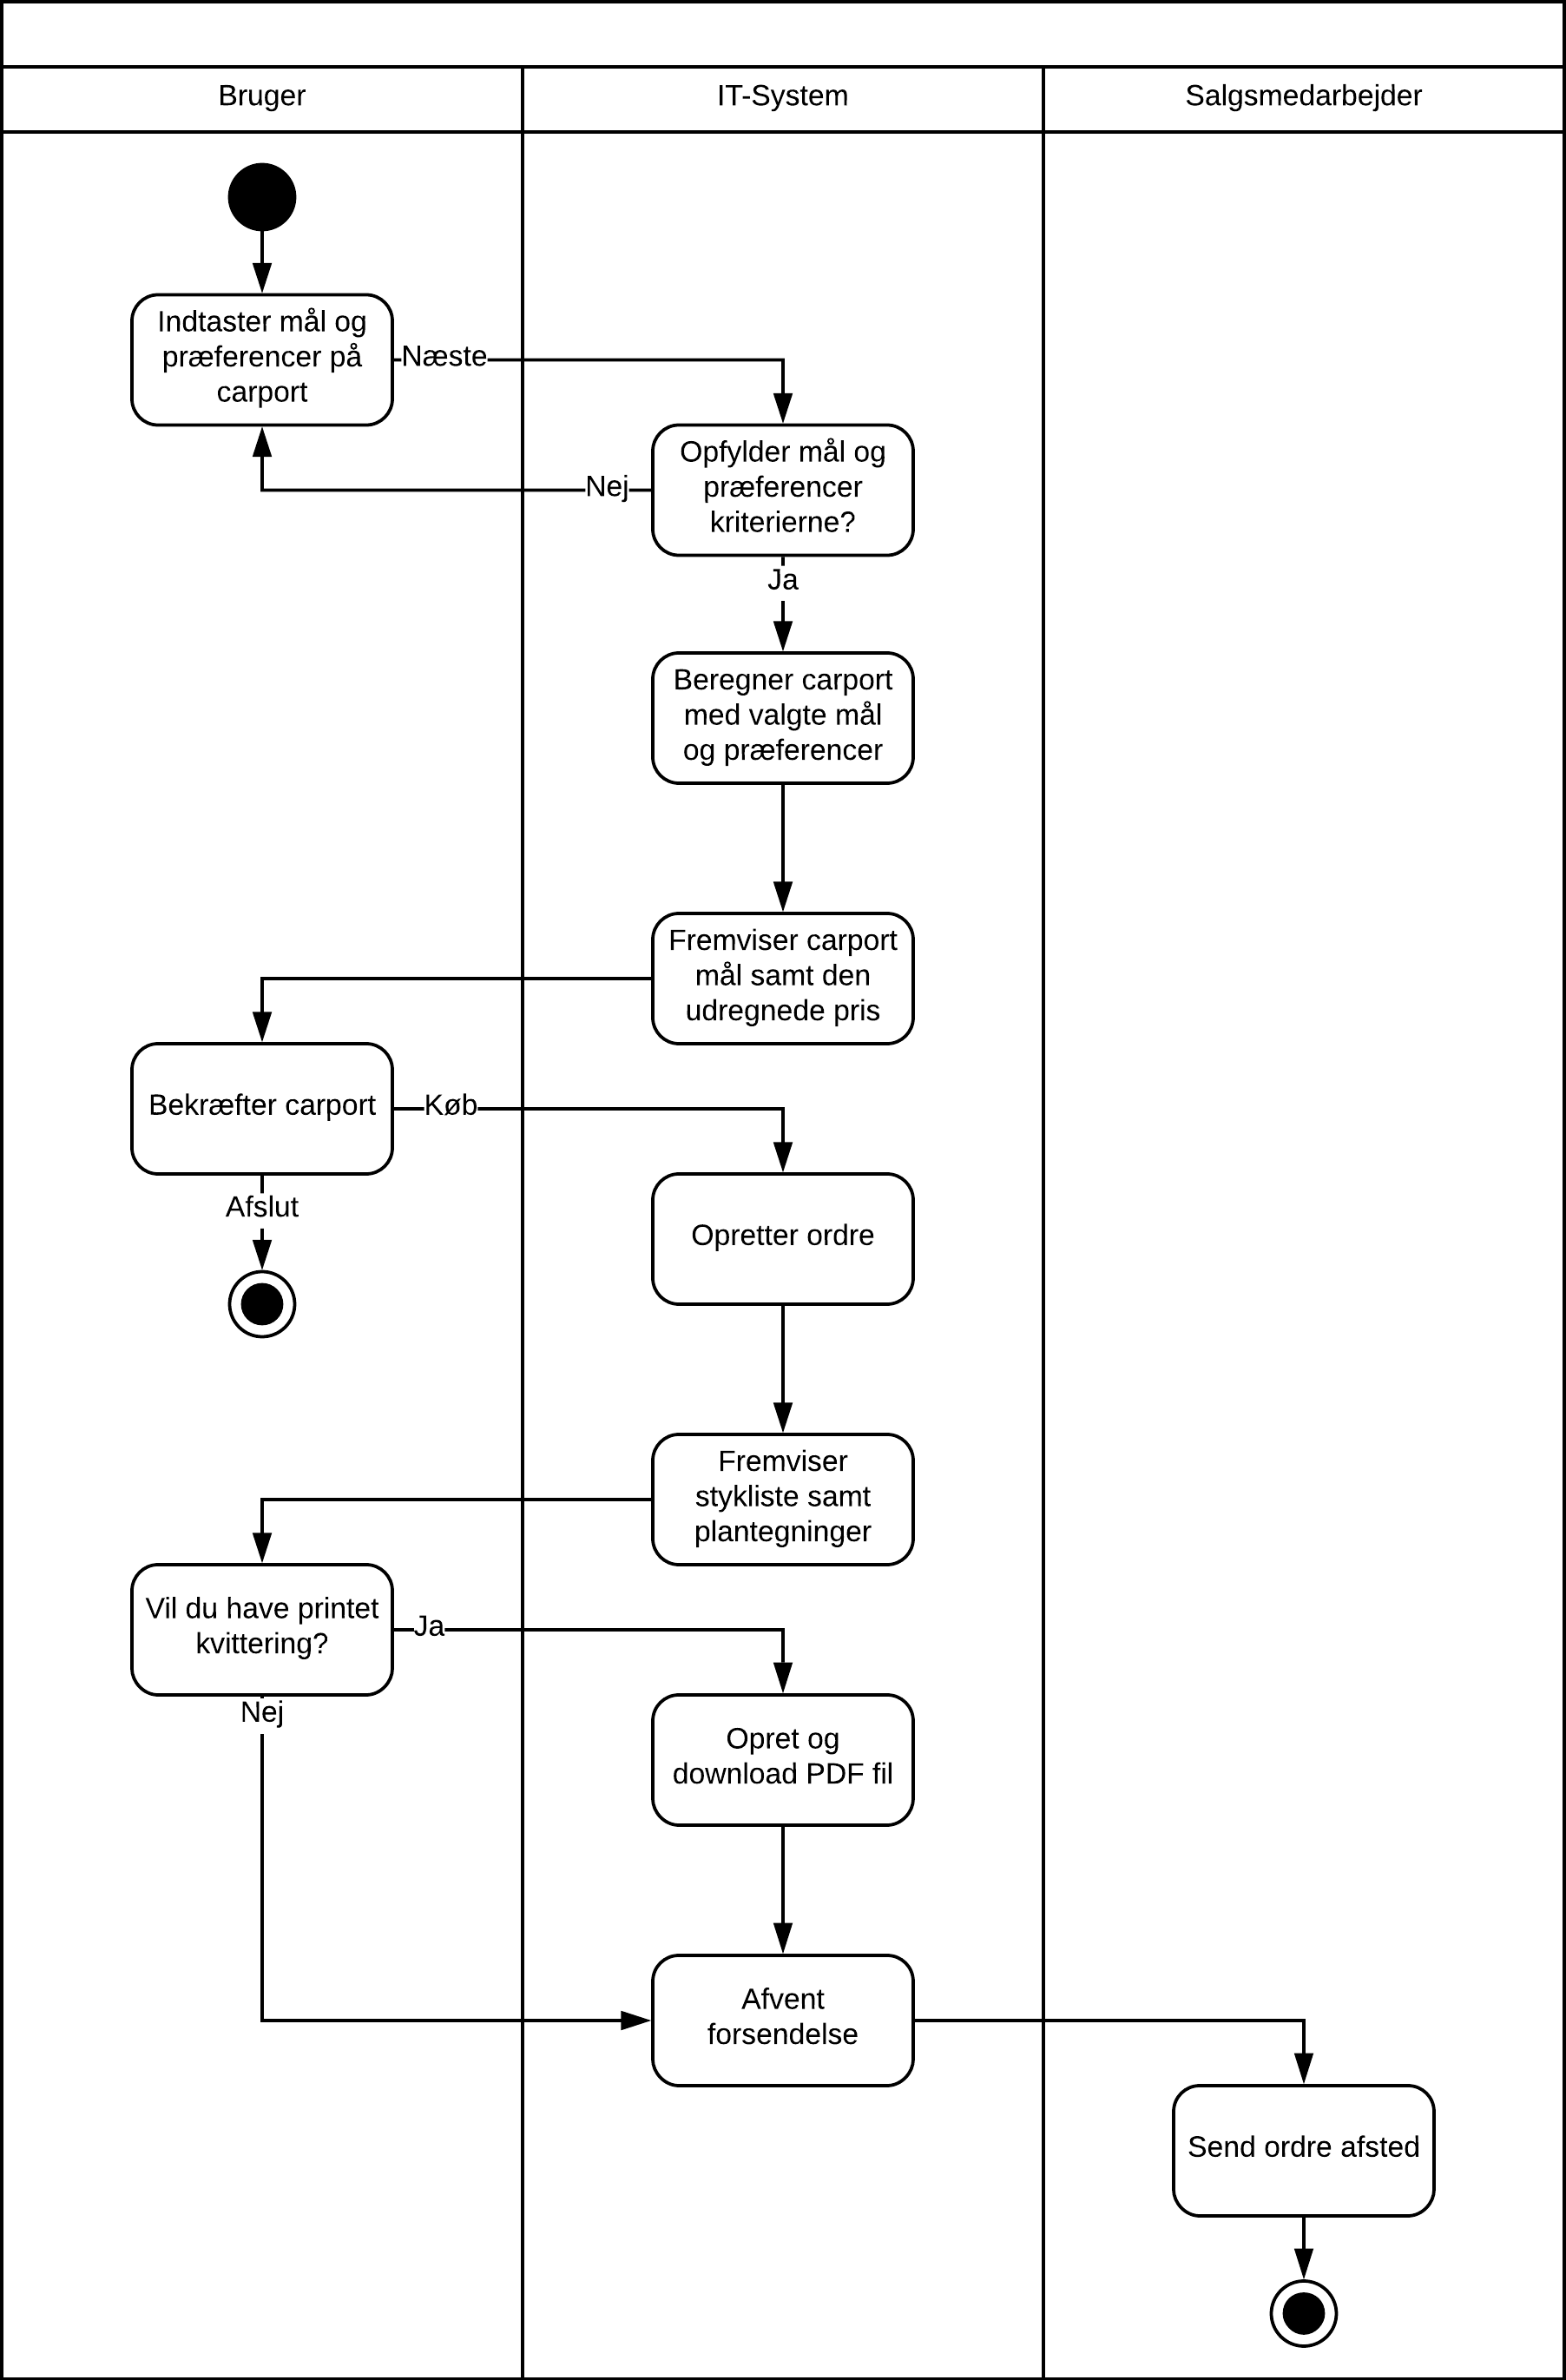 Bruger
IT-System
Salgsmedarbejder
Indtaster mål og
præferencer på
carport
Næste
Opfylder mål og
præferencer
kriterierne?
Nej
Ja
Beregner carport
med valgte mål
og præferencer
Fremviser carport
mål samt den
udregnede pris
Bekræfter carport
Køb
Afslut
Opretter ordre
Fremviser
stykliste samt
plantegninger
Vil du have printet
kvittering?
Ja
Nej
Opret og
download PDF fil
Afvent
forsendelse
Send ordre afsted